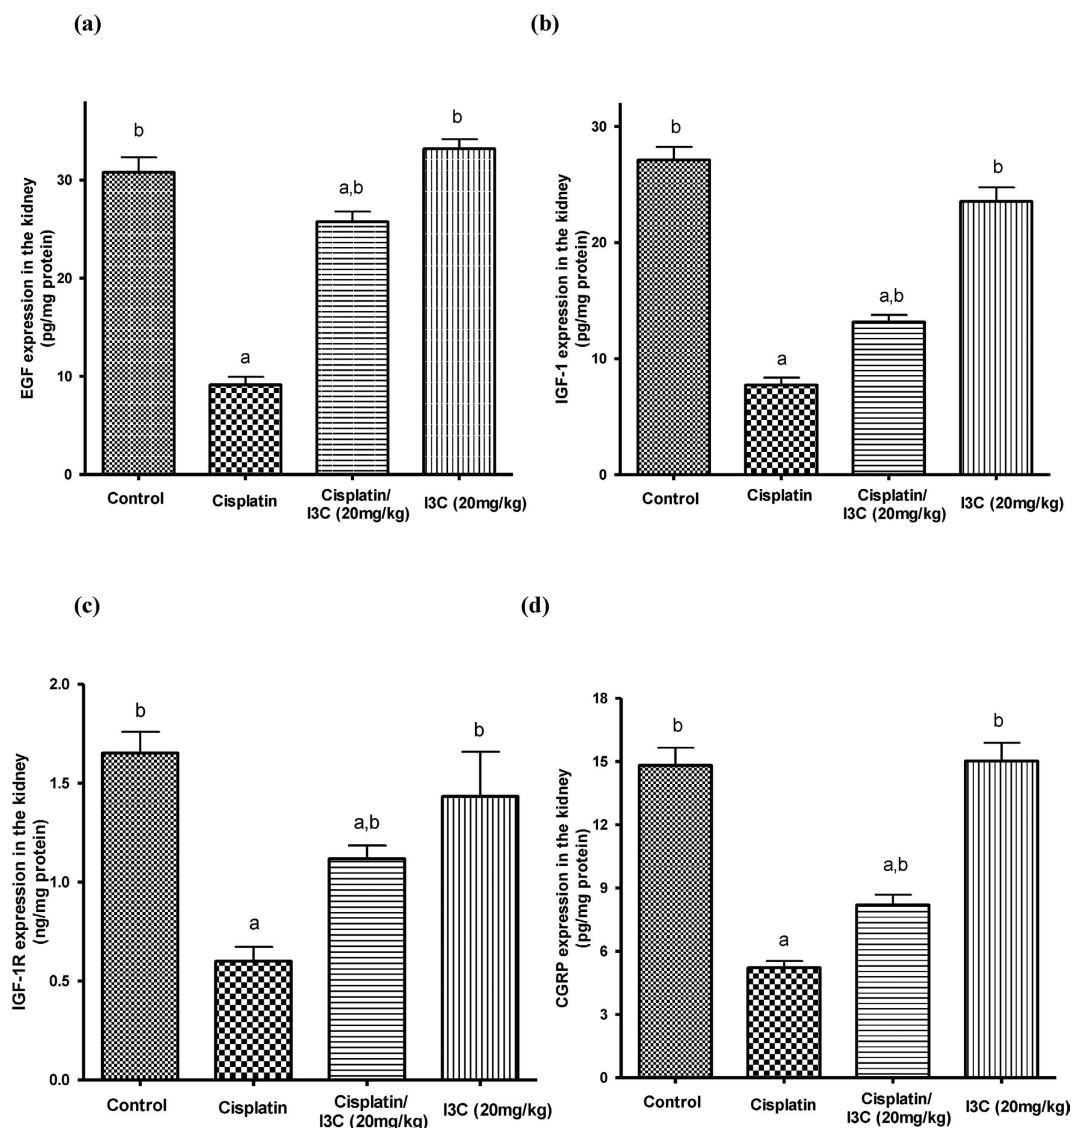 (a)
EGF expression in the kidney
(pg/mg protein)
30
20
10
0
b
a
a,b
b
Control
Cisplatin
Cisplatin/
I3C (20mg/kg)
I3C (20mg/kg)
(b)
IGF-1 expression in the kidney
(pg/mg protein)
30
20
10
0
b
a
a,b
b
Control
Cisplatin
Cisplatin/
I3C (20mg/kg)
I3C (20mg/kg)
(c)
IGF-1R expression in the kidney
(ng/mg protein)
2.0
1.5
1.0
0.5
0.0
b
a
a,b
b
Control
Cisplatin
Cisplatin/
I3C (20mg/kg)
I3C (20mg/kg)
(d)
CGRP expression in the kidney
(pg/mg protein)
18
15
12
9
6
3
0
b
a
a,b
b
Control
Cisplatin
Cisplatin/
I3C (20mg/kg)
I3C (20mg/kg)